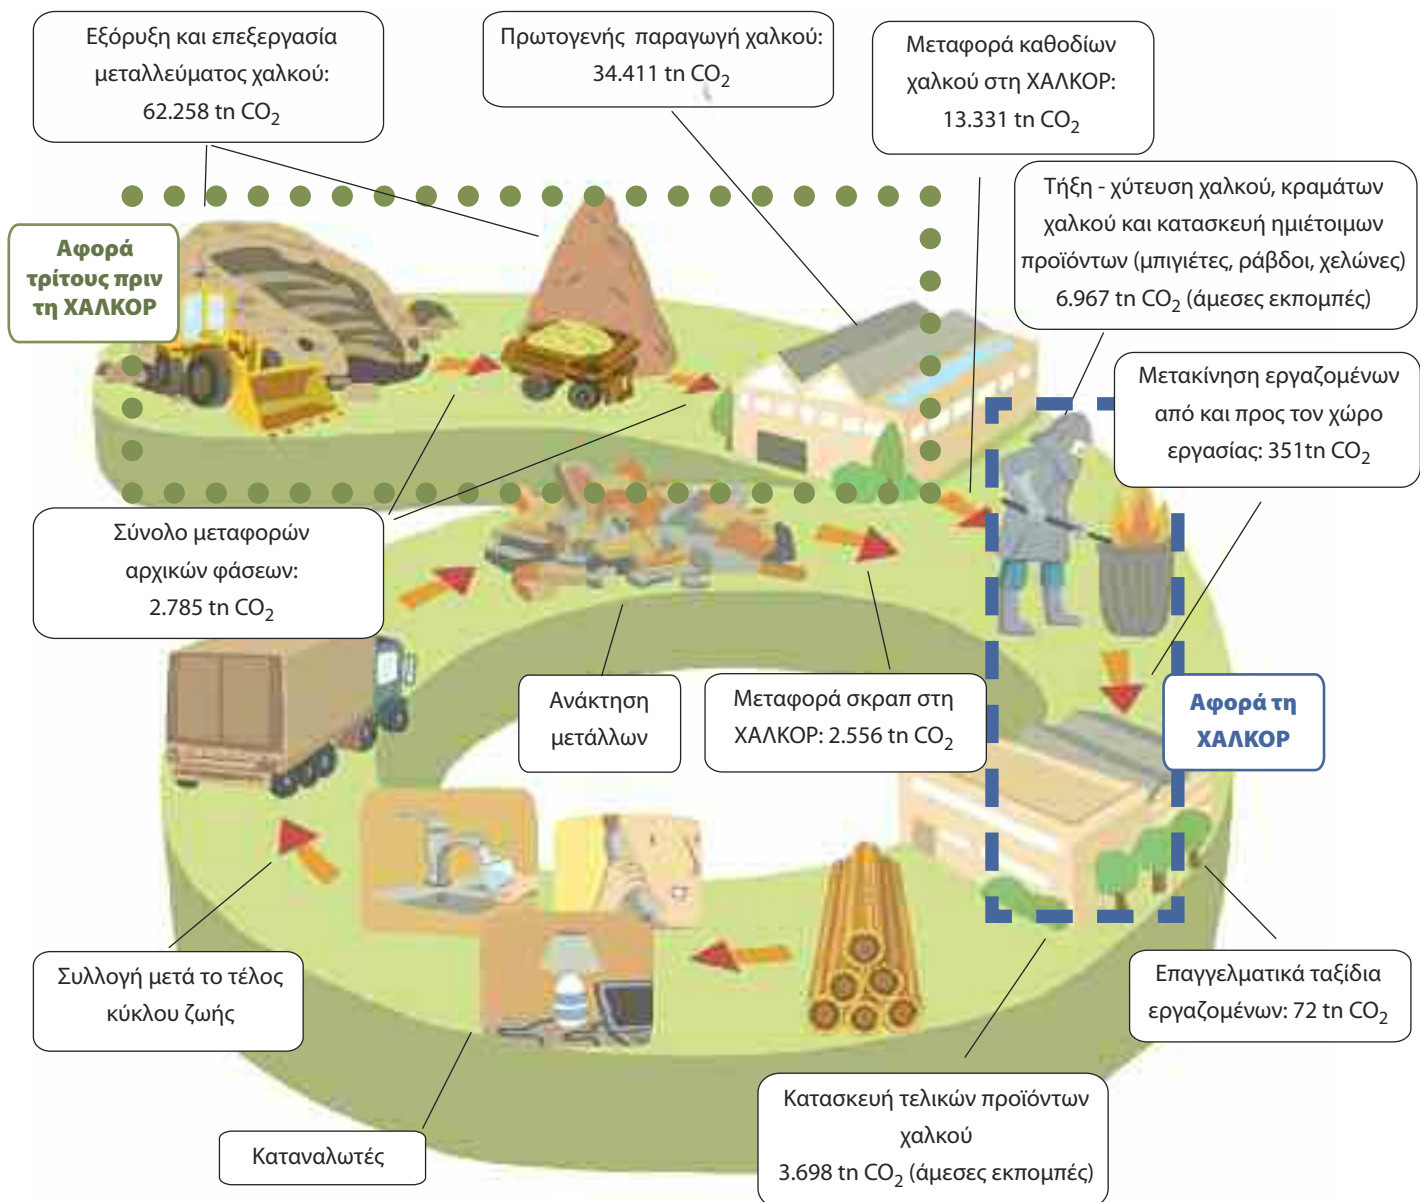 Εξόρυξη και επεξεργασία
μεταλλεύματος χαλκού:
62.258 tn CO2
Πρωτογενής παραγωγή χαλκού:
34.411 tn CO2
Μεταφορά καθοδίων
χαλκού στη ΧΑΛΚΟΡ:
13.331 tn CO2
Τήξη - χύτευση χαλκού, κραμάτων
χαλκού και κατασκευή ημιέτοιμων
προϊόντων (μπιγιέτες, ράβδοι, χελώνες)
6.967 tn CO2 (άμεσες εκπομπές)
Αφορά
τρίτους πριν
τη ΧΑΛΚΟΡ
Μετακίνηση εργαζομένων
από και προς τον χώρο
εργασίας: 351tn CO2
Σύνολο μεταφορών
αρχικών φάσεων:
2.785 tn CO2
Ανάκτηση
μετάλλων
Μεταφορά σκραπ στη
ΧΑΛΚΟΡ: 2.556 tn CO2
Αφορά τη
ΧΑΛΚΟΡ
Συλλογή μετά το τέλος
κύκλου ζωής
Επαγγελματικά ταξίδια
εργαζομένων: 72 tn CO2
Κατασκευή τελικών προϊόντων
χαλκού
3.698 tn CO2 (άμεσες εκπομπές)
Καταναλωτές